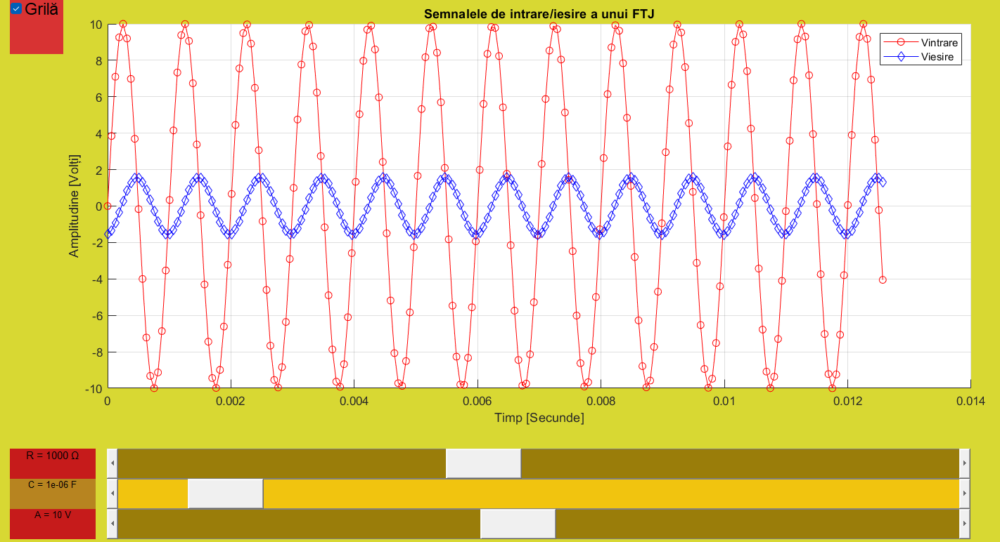 Grilă
Semnalele de intrare/iesire a unui FTJ
Vintrare
Viesire
Amplitudine [Volți]
10
8
6
4
2
0
-2
-4
-6
-8
-10
0 0.002 0.004 0.006 0.008 0.01 0.012 0.014
Timp [Secunde]
R = 1000 Ω
C = 1e-06 F
A = 10 V